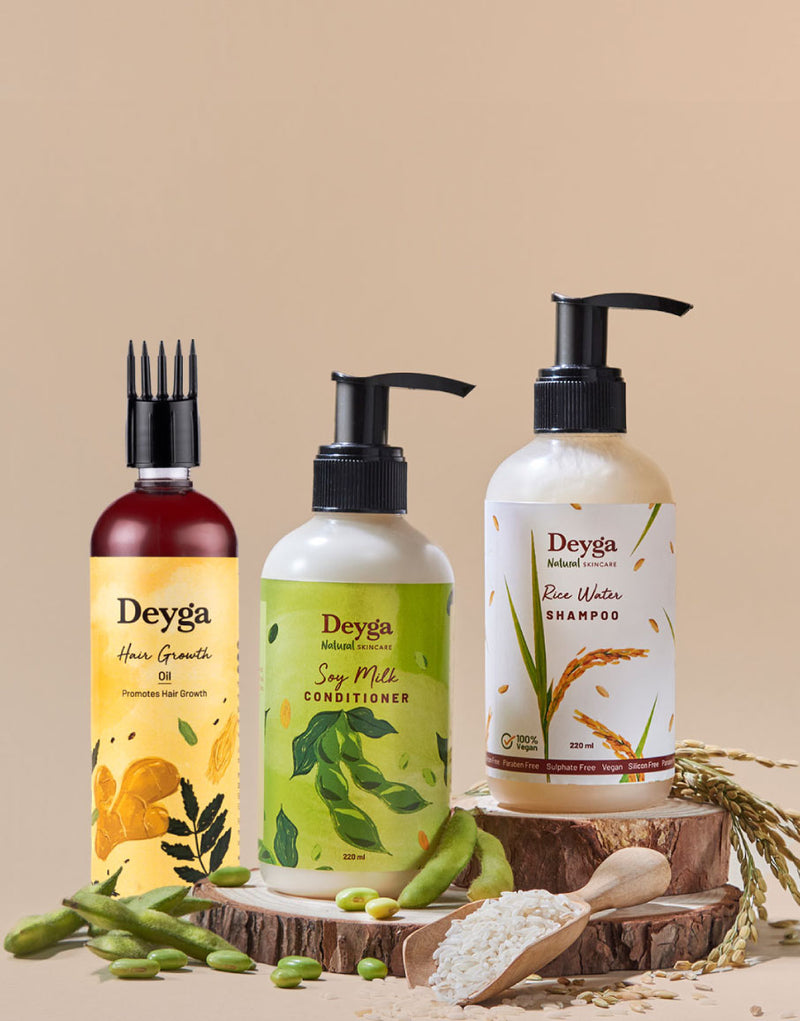 Deyga
Hair Growth
Oil
Promotes Hair Growth
Deyga
Natural SKINCARE
Soy Milk
CONDITIONER
220 ml
Deyga
Natural SKINCARE
Rice Water
SHAMPOO
100%
Vegan
220 ml
Free Paraben Free Sulphate Free Vegan Silicon Free